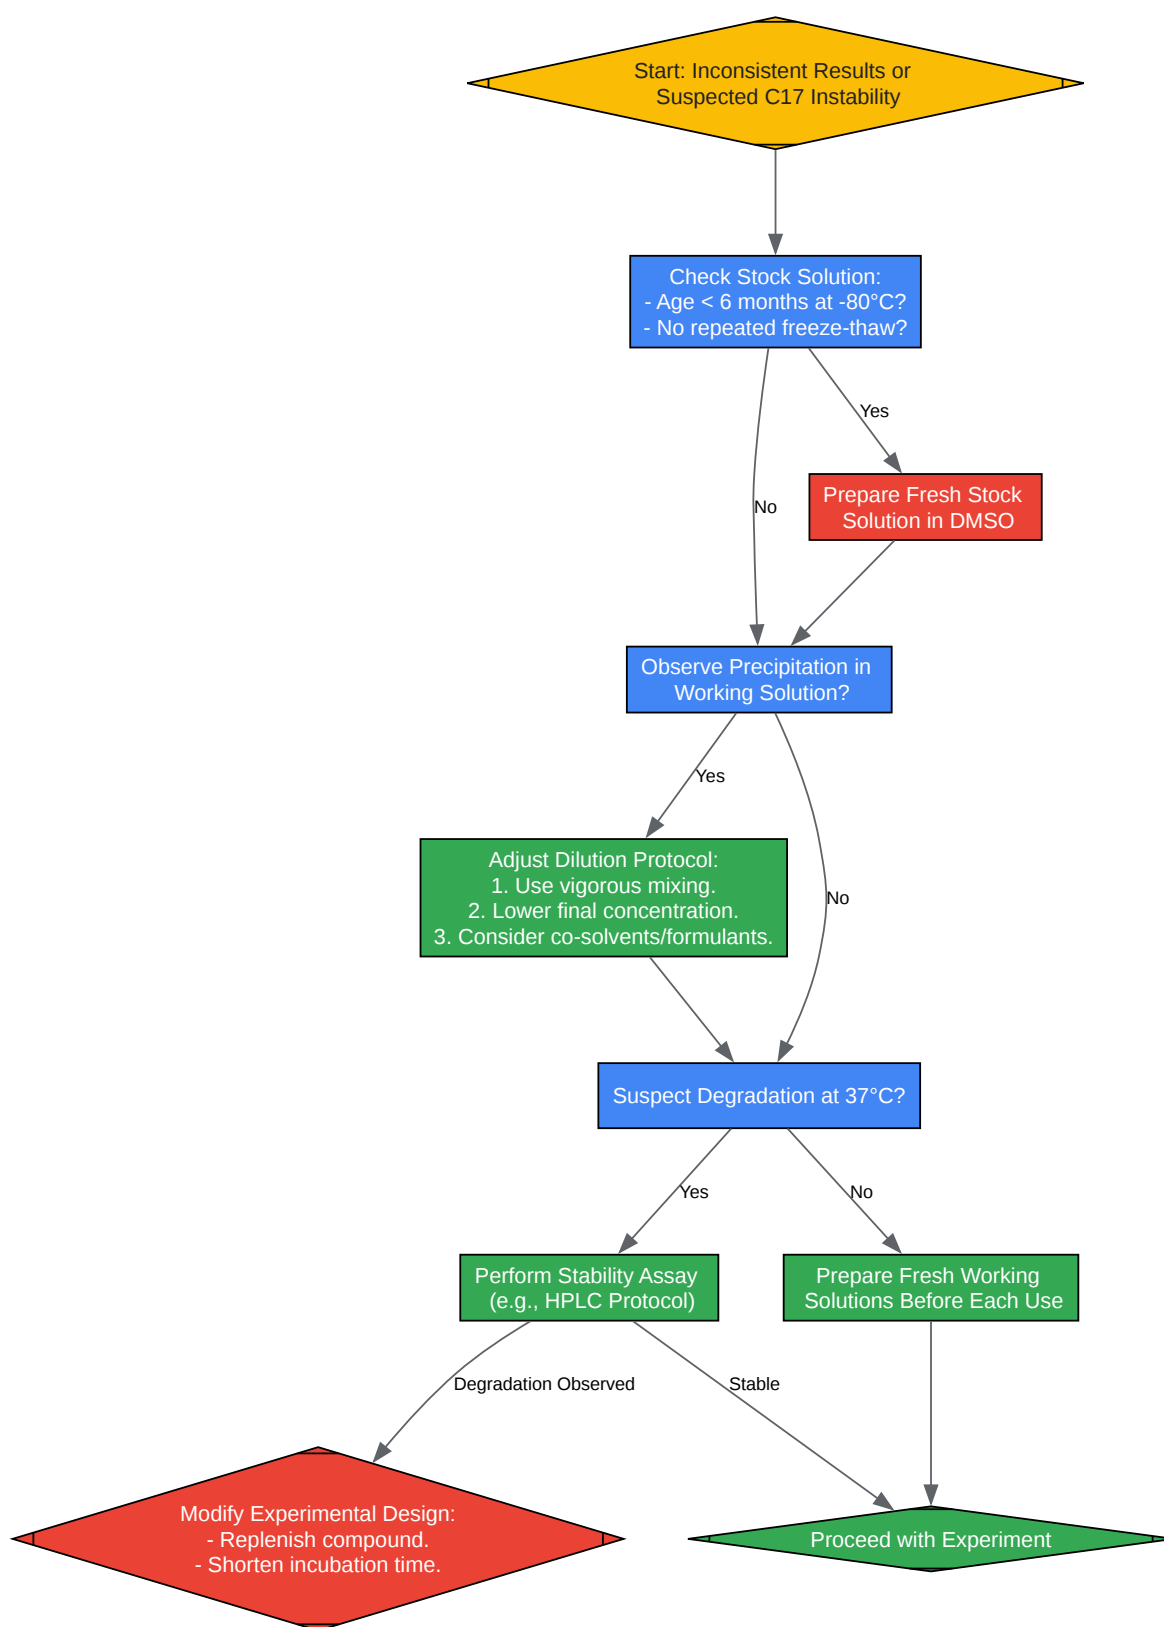 Start: Inconsistent Results or
Suspected C17 Instability
Check Stock Solution:
- Age < 6 months at -80°C?
- No repeated freeze-thaw?
Yes
No
Prepare Fresh Stock
Solution in DMSO
Observe Precipitation in
Working Solution?
Yes
No
Adjust Dilution Protocol:
1. Use vigorous mixing.
2. Lower final concentration.
3. Consider co-solvents/formulants.
Suspect Degradation at 37°C?
Yes
No
Perform Stability Assay
(e.g., HPLC Protocol)
Prepare Fresh Working
Solutions Before Each Use
Degradation Observed
Stable
Modify Experimental Design:
- Replenish compound.
- Shorten incubation time.
Proceed with Experiment